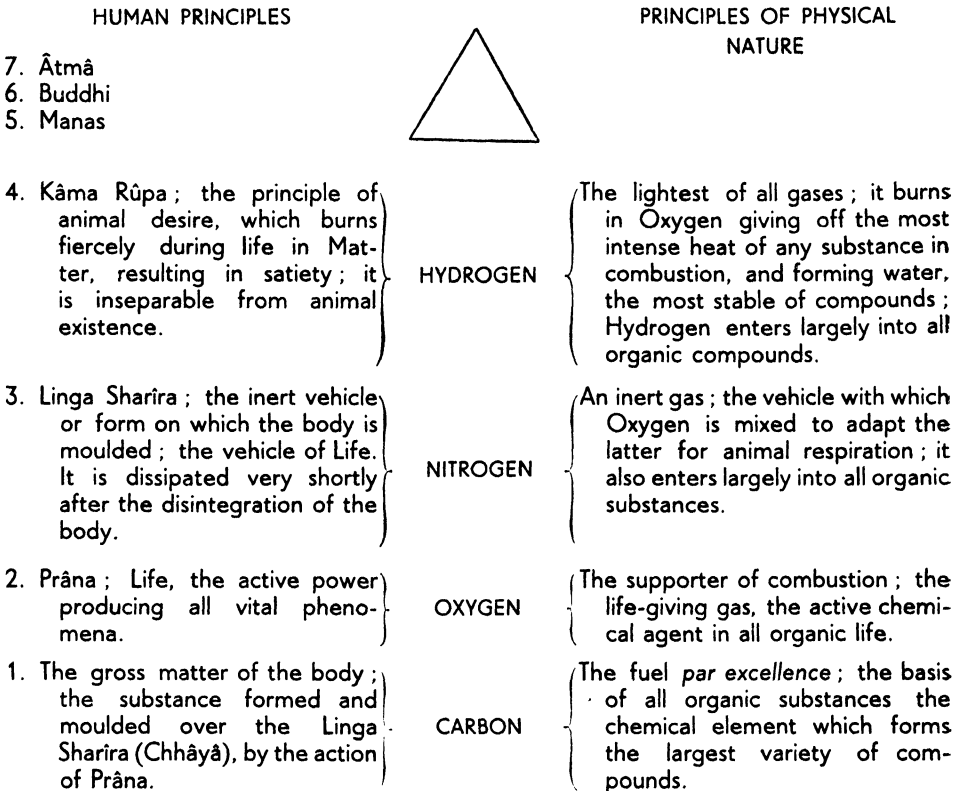 HUMAN PRINCIPLES
PRINCIPLES OF PHYSICAL
NATURE
7. Âtmâ
6. Buddhi
5. Manas
4. Kâma Rûpa ; the principle of
animal desire, which burns
fiercely during life in Mat-
ter, resulting in satiety ; it
is inseparable from animal
existence.
HYDROGEN
The lightest of all gases ; it burns
in Oxygen giving off the most
intense heat of any substance in
combustion, and forming water,
the most stable of compounds ;
Hydrogen enters largely into all
organic compounds.
3. Linga Sharîra ; the inert vehicle
or form on which the body is
moulded ; the vehicle of Life.
It is dissipated very shortly
after the disintegration of the
body.
NITROGEN
An inert gas ; the vehicle with which
Oxygen is mixed to adapt the
latter for animal respiration ; it
also enters largely into all organic
substances.
2. Prâna ; Life, the active power
producing all vital pheno-
mena.
OXYGEN
The supporter of combustion ; the
life-giving gas, the active chemi-
cal agent in all organic life.
1. The gross matter of the body ;
the substance formed and
moulded over the Linga
Sharîra (Chhâyâ), by the action
of Prâna.
CARBON
The fuel par excellence ; the basis
of all organic substances the
chemical element which forms
the largest variety of com-
pounds.